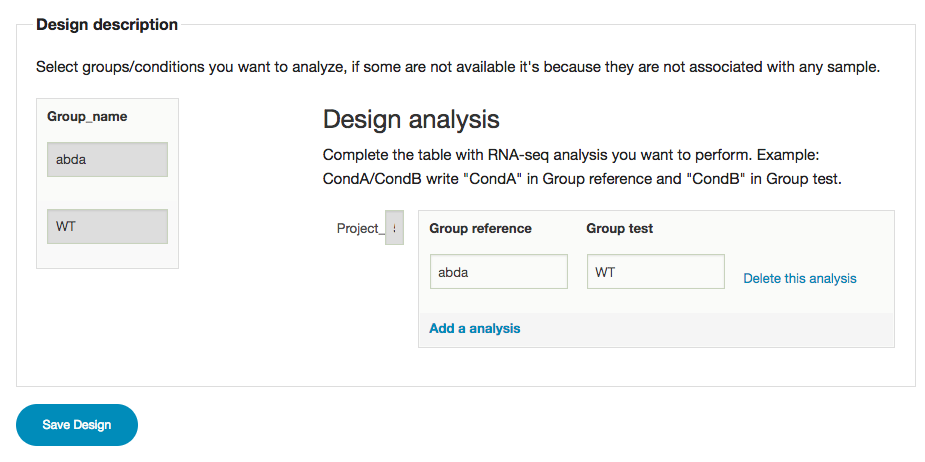 Design description
Select groups/conditions you want to analyze, if some are not available it's because they are not associated with any sample.
Group_name
abda
WT
Design analysis
Complete the table with RNA-seq analysis you want to perform. Example:
CondA/CondB write "CondA" in Group reference and "CondB" in Group test.
Project_
Group reference Group test
abda WT Delete this analysis
Add a analysis
Save Design